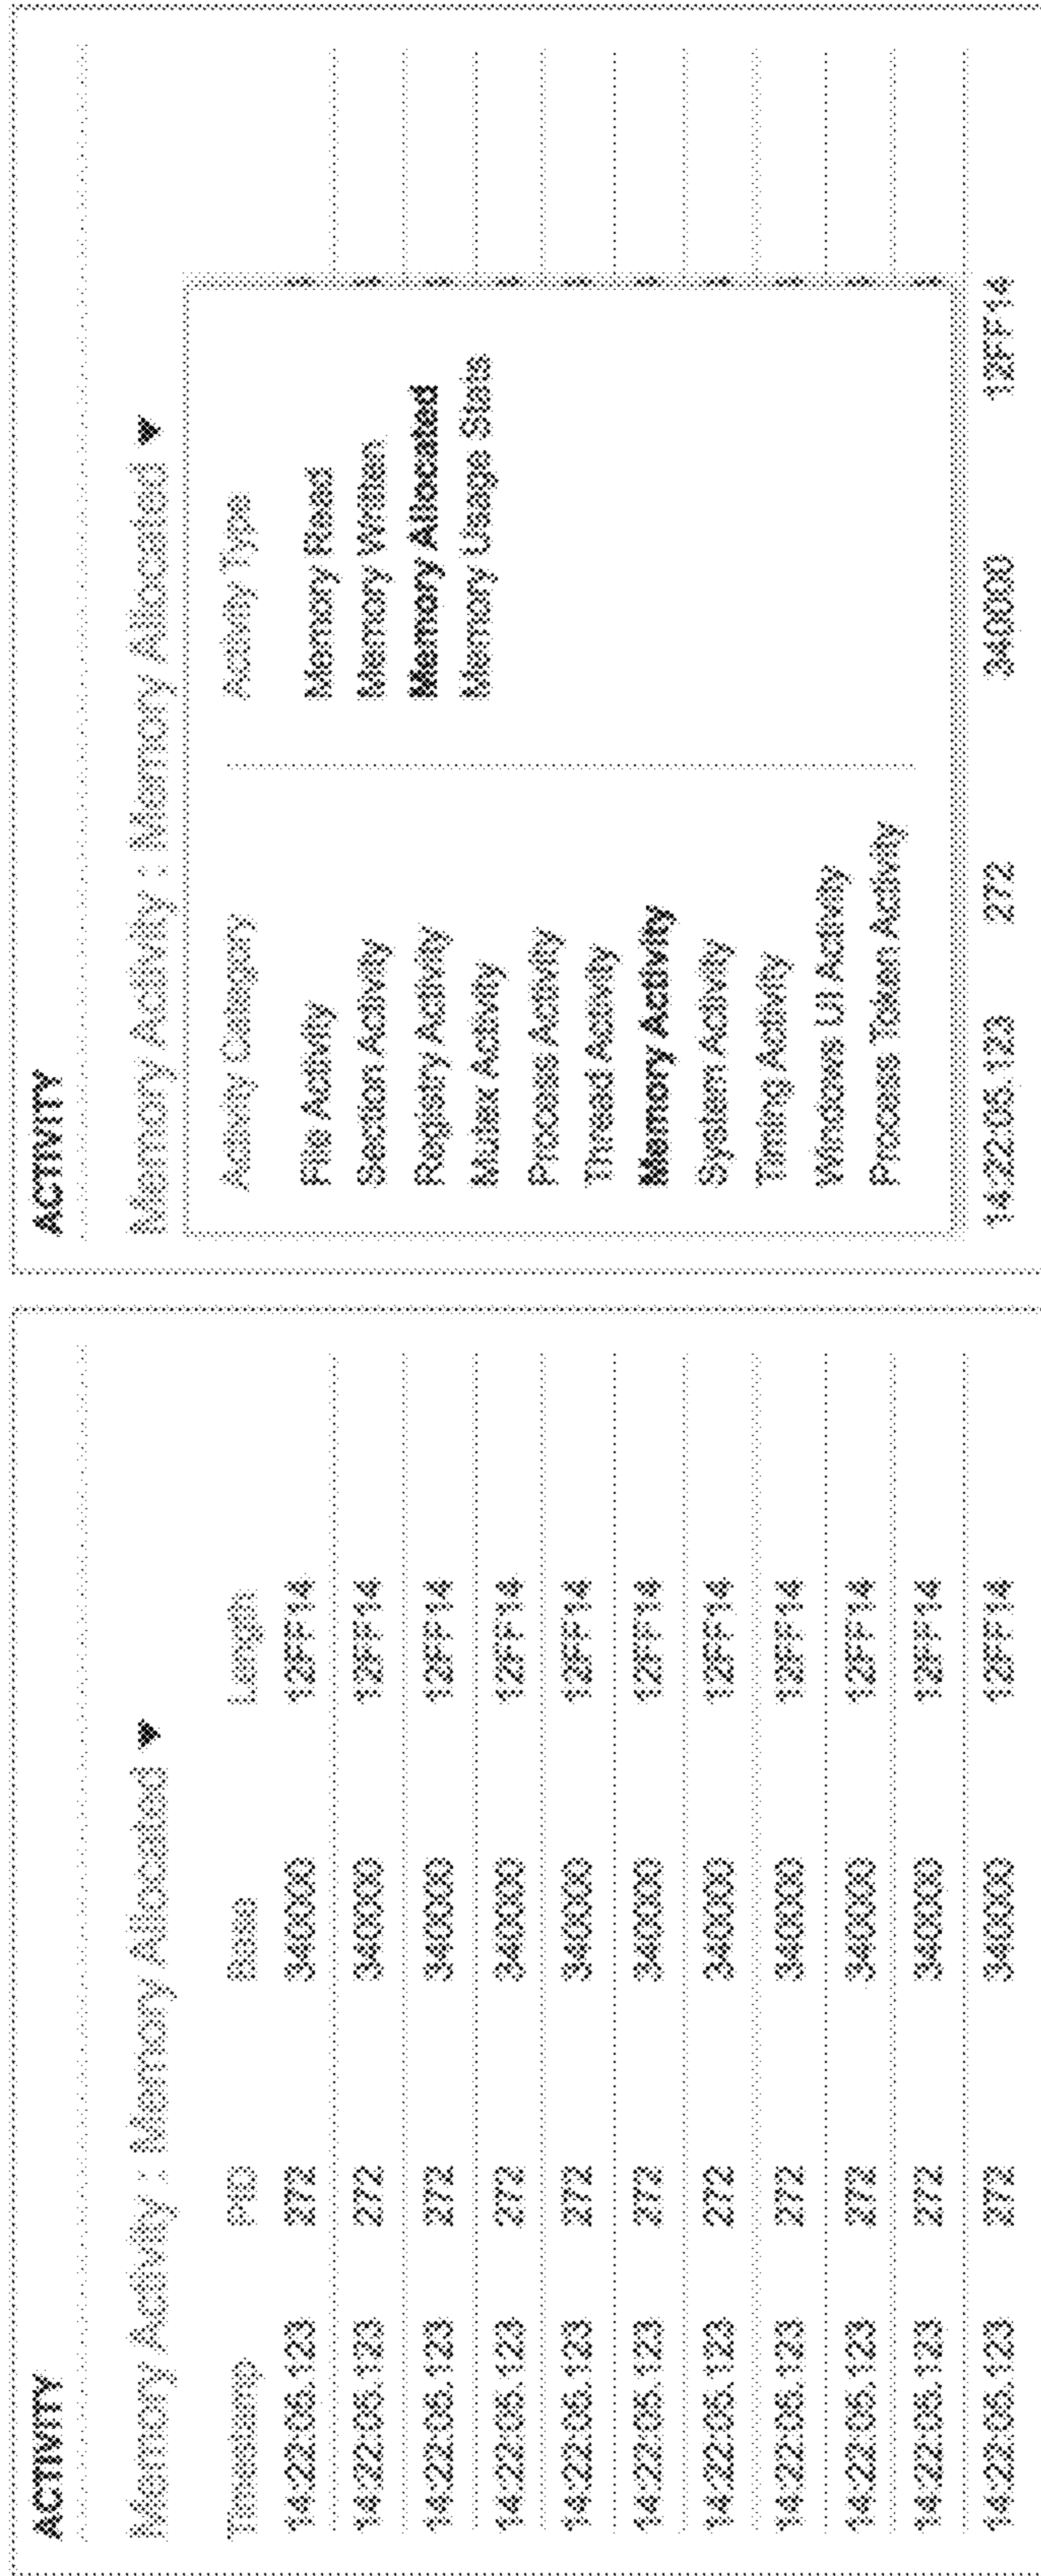 ACTIVITY
Memory Activity : Memory Allocated ▼
Timestamp PID Base Length
14:22:05.123 272 340000 12FF14
14:22:05.123 272 340000 12FF14
14:22:05.123 272 340000 12FF14
14:22:05.123 272 340000 12FF14
14:22:05.123 272 340000 12FF14
14:22:05.123 272 340000 12FF14
14:22:05.123 272 340000 12FF14
14:22:05.123 272 340000 12FF14
14:22:05.123 272 340000 12FF14
14:22:05.123 272 340000 12FF14
14:22:05.123 272 340000 12FF14
ACTIVITY
Memory Activity : Memory Allocated ▼
Activity Category Activity Type
File Activity Memory Read
Section Activity Memory Written
Registry Activity Memory Allocated
Mutex Activity Memory Usage Stats
Process Activity
Thread Activity
Memory Activity
System Activity
Timing Activity
Windows UI Activity
Process Token Activity
14:22:05.123 272 340000 12FF14